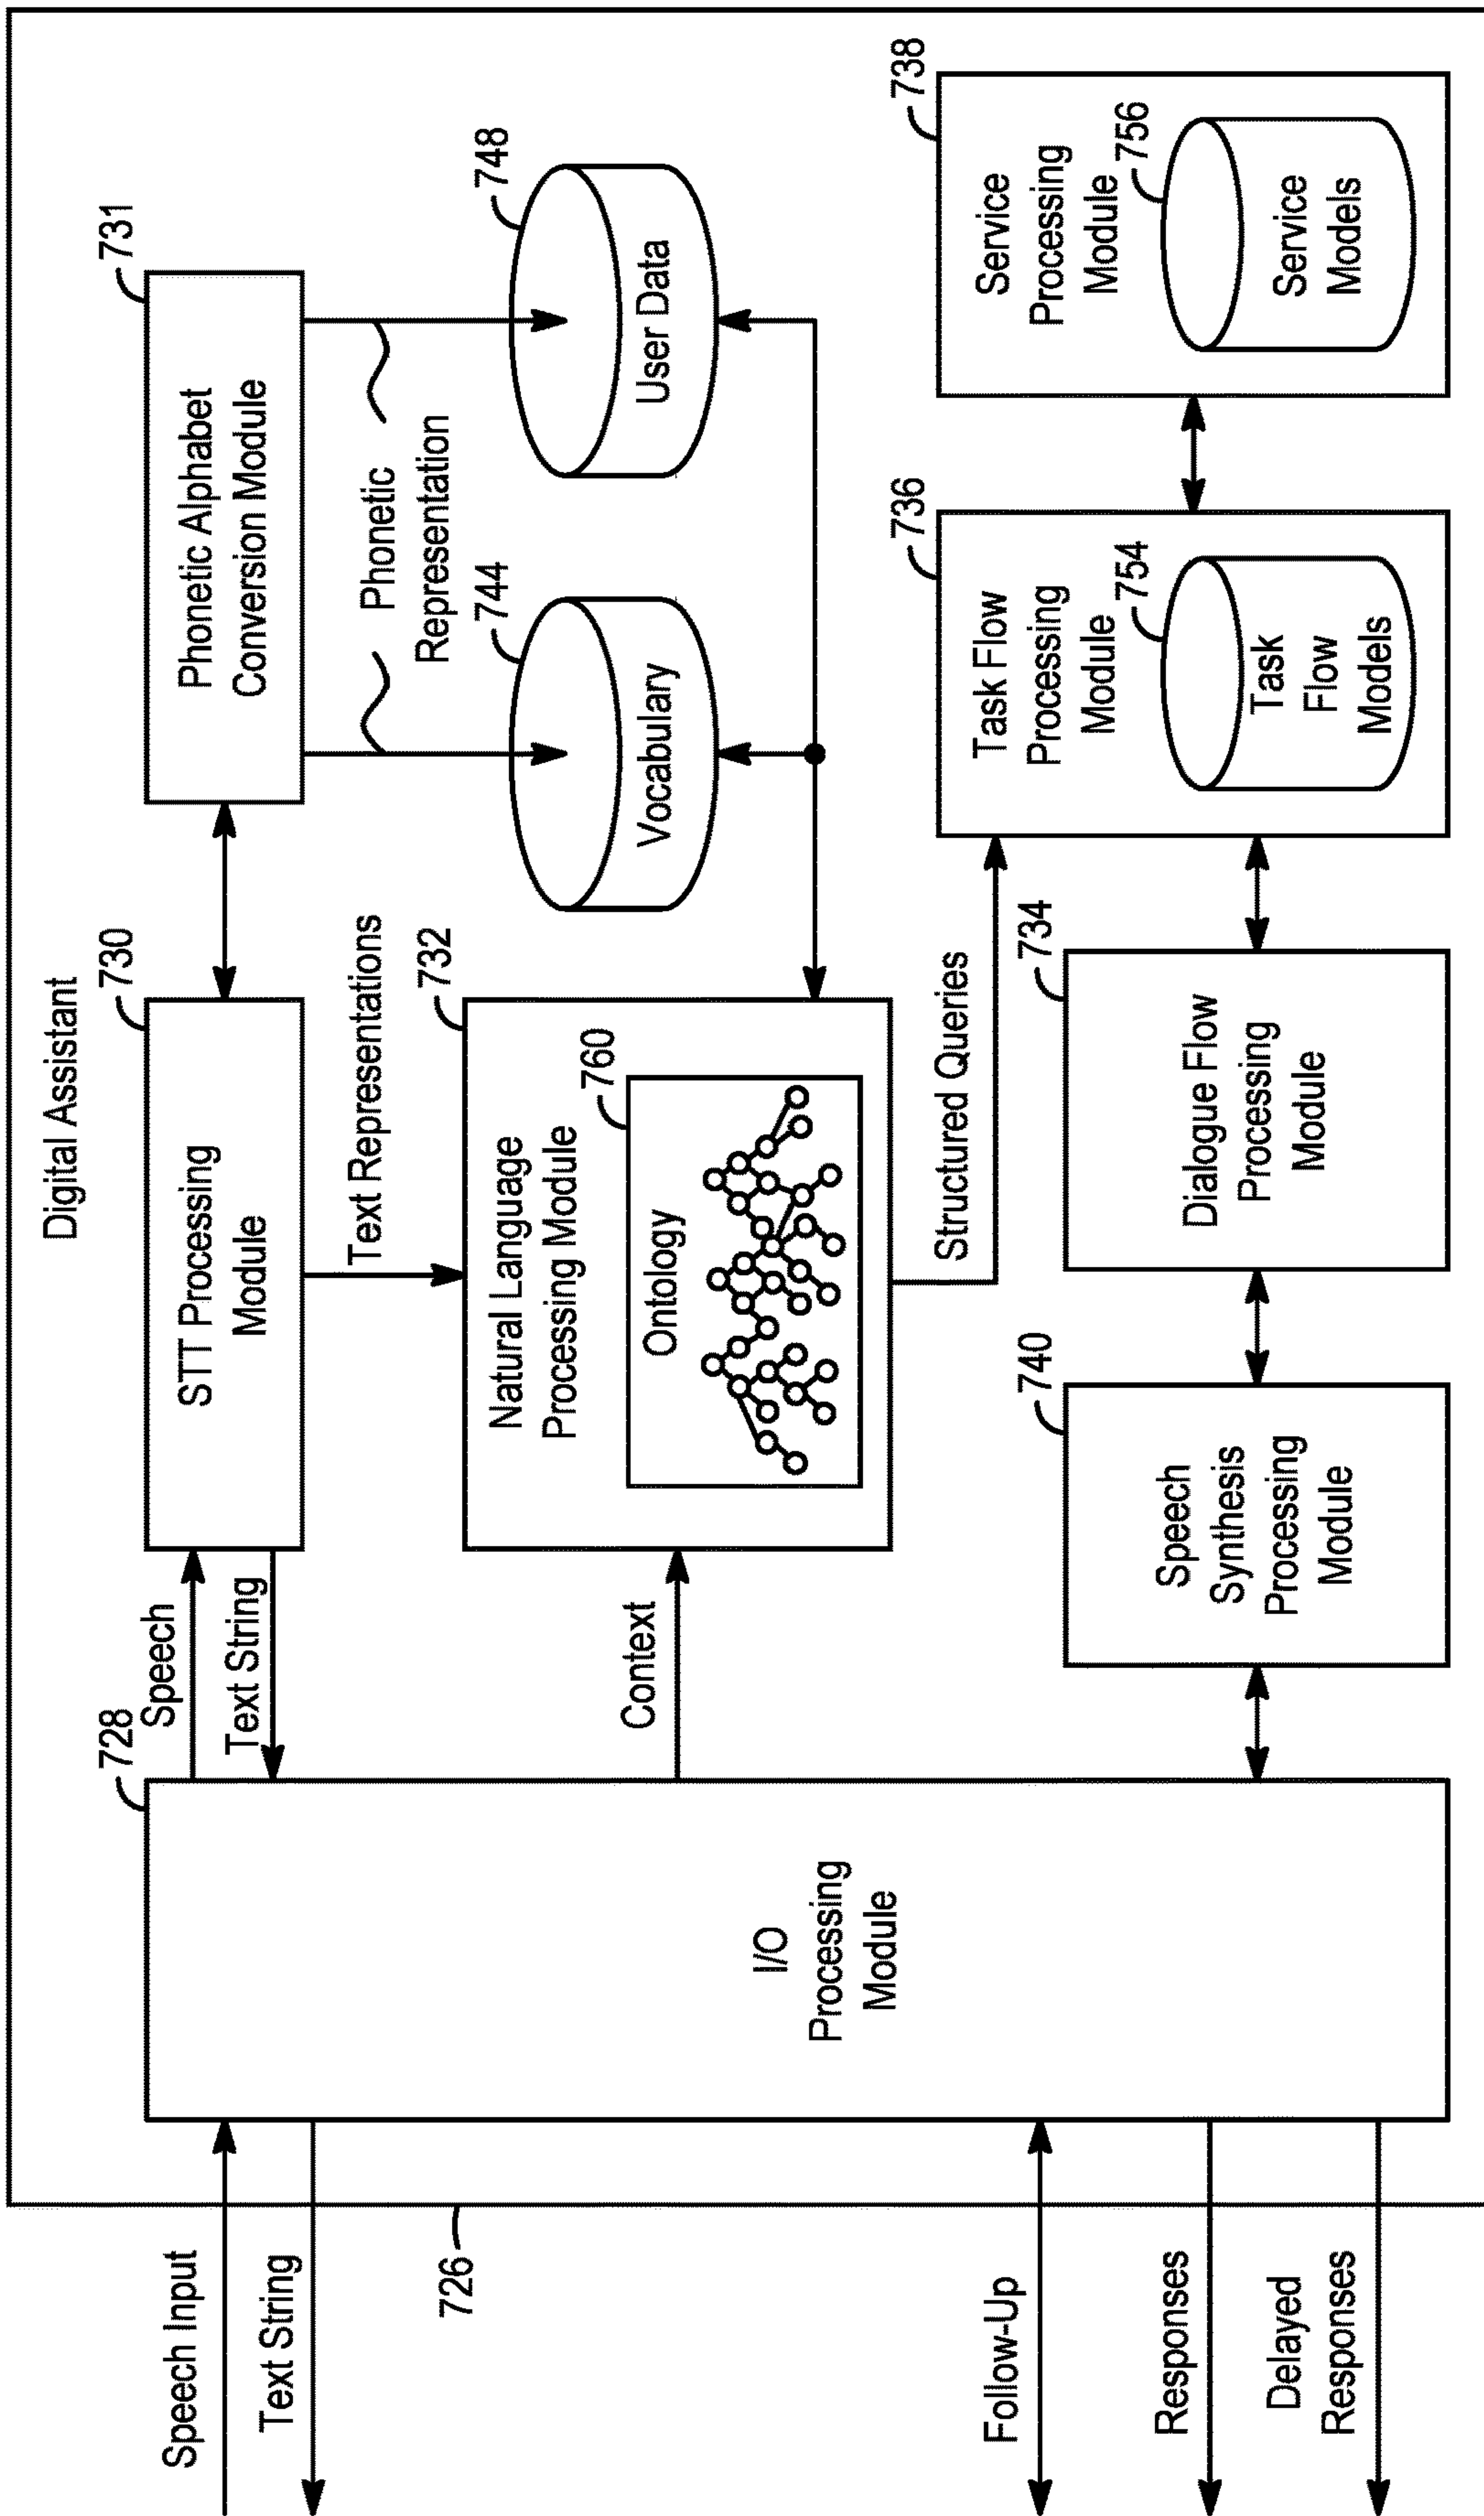 Digital Assistant
726
Speech Input
Text String
Follow-Up
Responses
Delayed
Responses
728
I/O
Processing
Module
Speech
Text String
Context
730
STT Processing
Module
Text Representations
731
Phonetic Alphabet
Conversion Module
Phonetic
Representation
744
Vocabulary
748
User Data
732
Natural Language
Processing Module
760
Ontology
Structured Queries
740
Speech
Synthesis
Processing
Module
734
Dialogue Flow
Processing
Module
736
Task Flow
Processing
Module
754
Task
Flow
Models
738
Service
Processing
Module
756
Service
Models